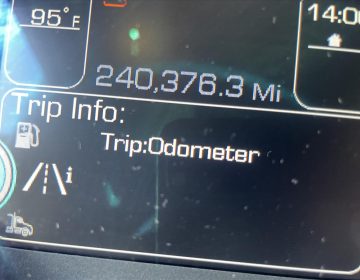 95°F
14:0
240,376.3 Mi
Trip Info:
Trip:Odometer
i